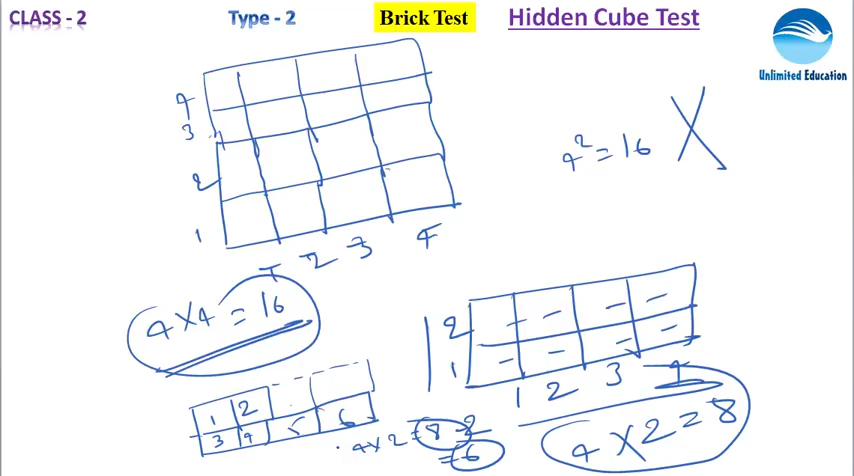 CLASS - 2
Type - 2
Brick Test
Hidden Cube Test
Unlimited Education
4
3
2
1
1 2 3 4
4² = 16 X
4 X 4 = 16
2
1
1 2 3 4
4 X 2 = 8
1 2
3 4 5 6
4 X 2 = 8 - 2
= 6